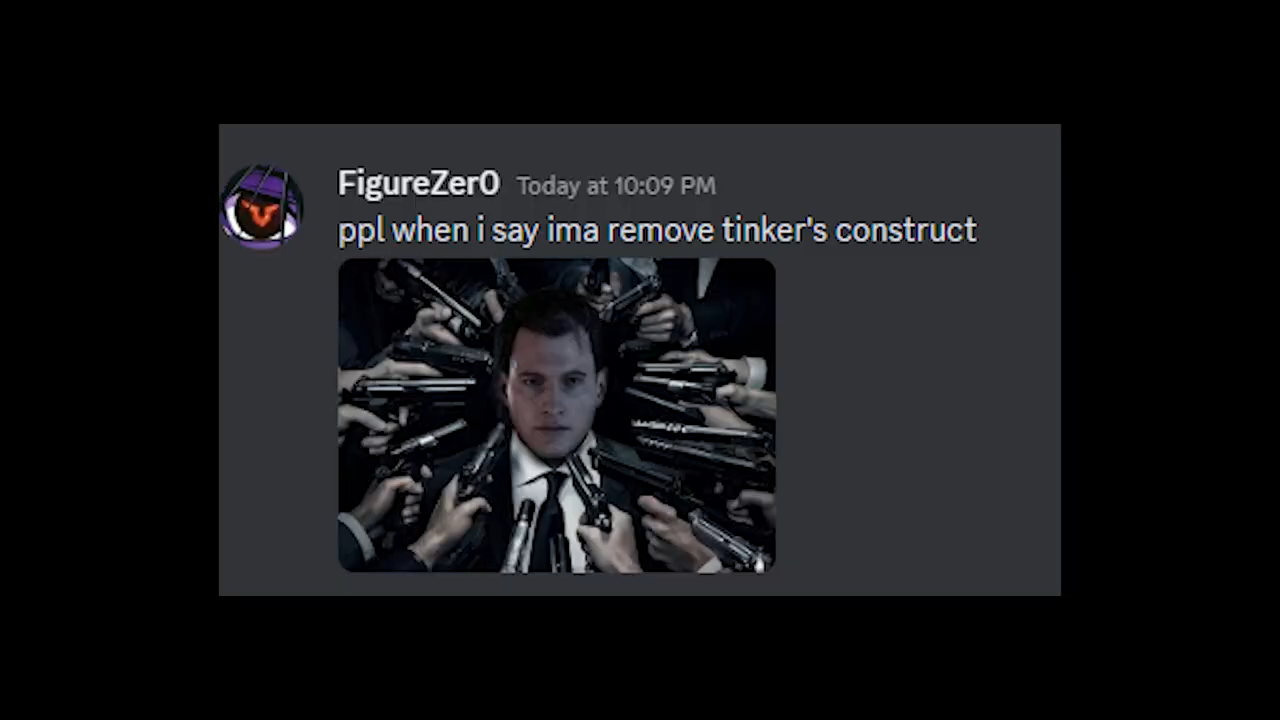 FigureZer0 Today at 10:09 PM
ppl when i say ima remove tinker's construct